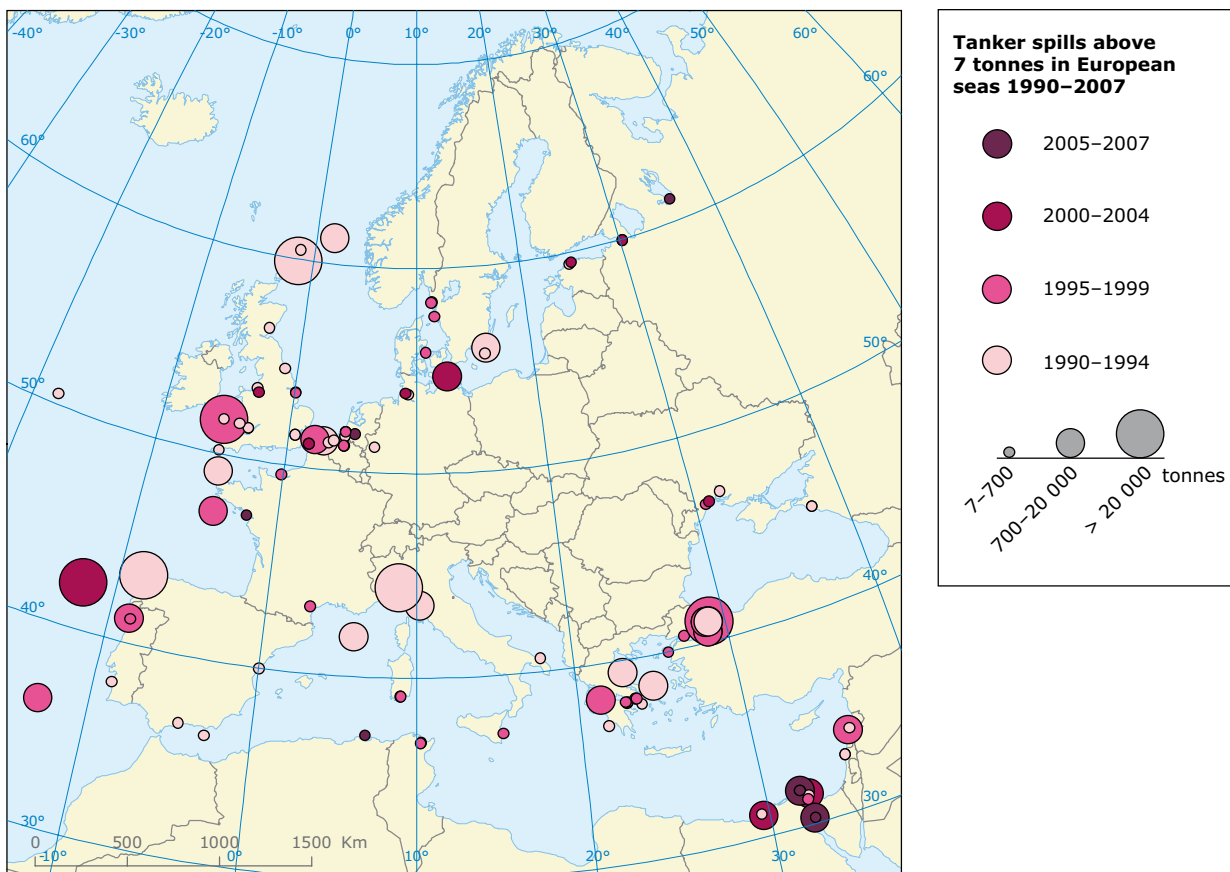 -40° -30° -20° -10° 0° 10° 20° 30° 40° 50° 60°
60°
60°
50°
50°
40°
40°
30°
30°
0 500 1000 1500 Km
-10° 0° 10° 20° 30°
Tanker spills above
7 tonnes in European
seas 1990–2007
2005–2007
2000–2004
1995–1999
1990–1994
7–700
700–20 000
> 20 000
tonnes